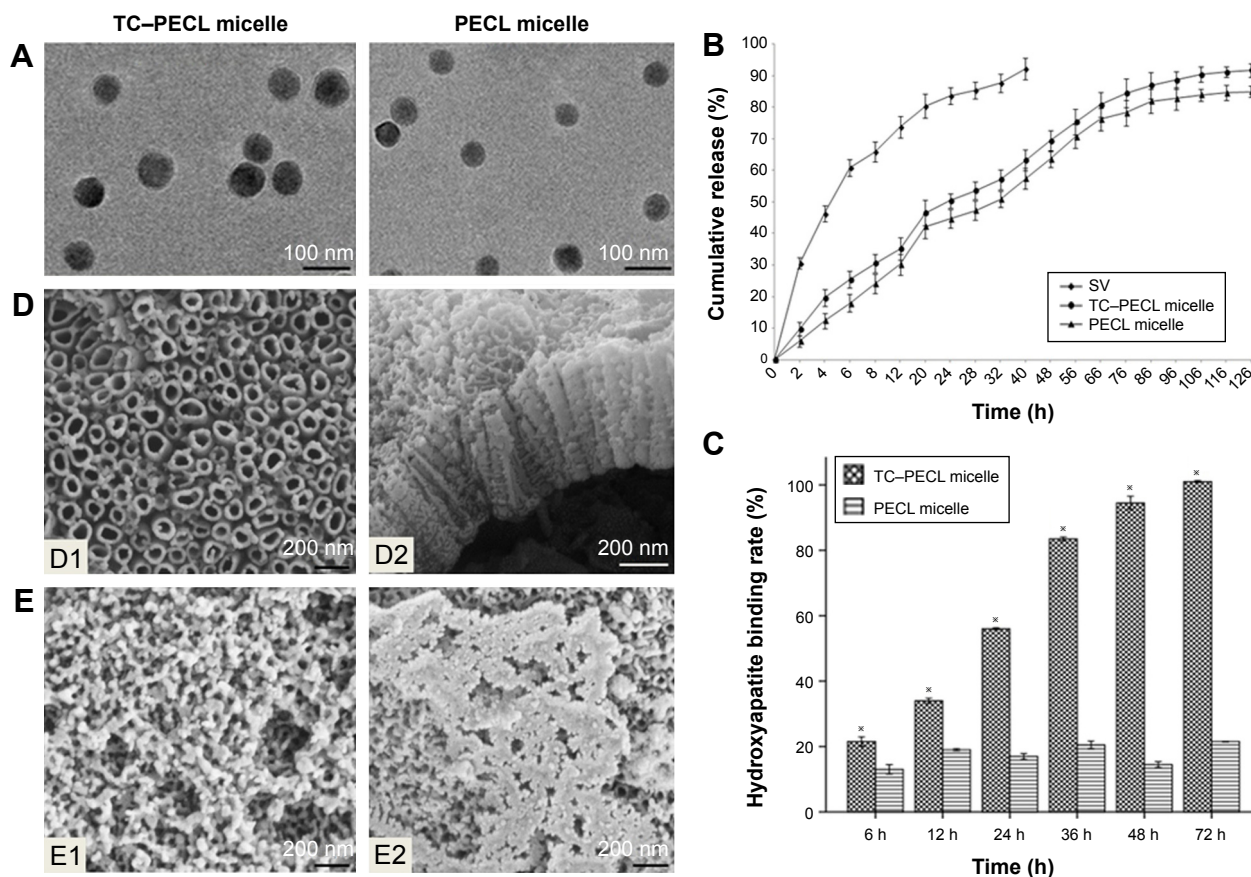 TC–PECL micelle
PECL micelle
A
100 nm
100 nm
B
Cumulative release (%)
100
90
80
70
60
50
40
30
20
10
0
0 2 4 6 8 12 20 24 28 32 40 48 56 66 76 86 96 106 116 126
Time (h)
SV
TC–PECL micelle
PECL micelle
D
D1
200 nm
D2
200 nm
E
E1
200 nm
E2
200 nm
C
Hydroxyapatite binding rate (%)
100
80
60
40
20
0
TC–PECL micelle
PECL micelle
※
※
※
※
※
※
6 h 12 h 24 h 36 h 48 h 72 h
Time (h)